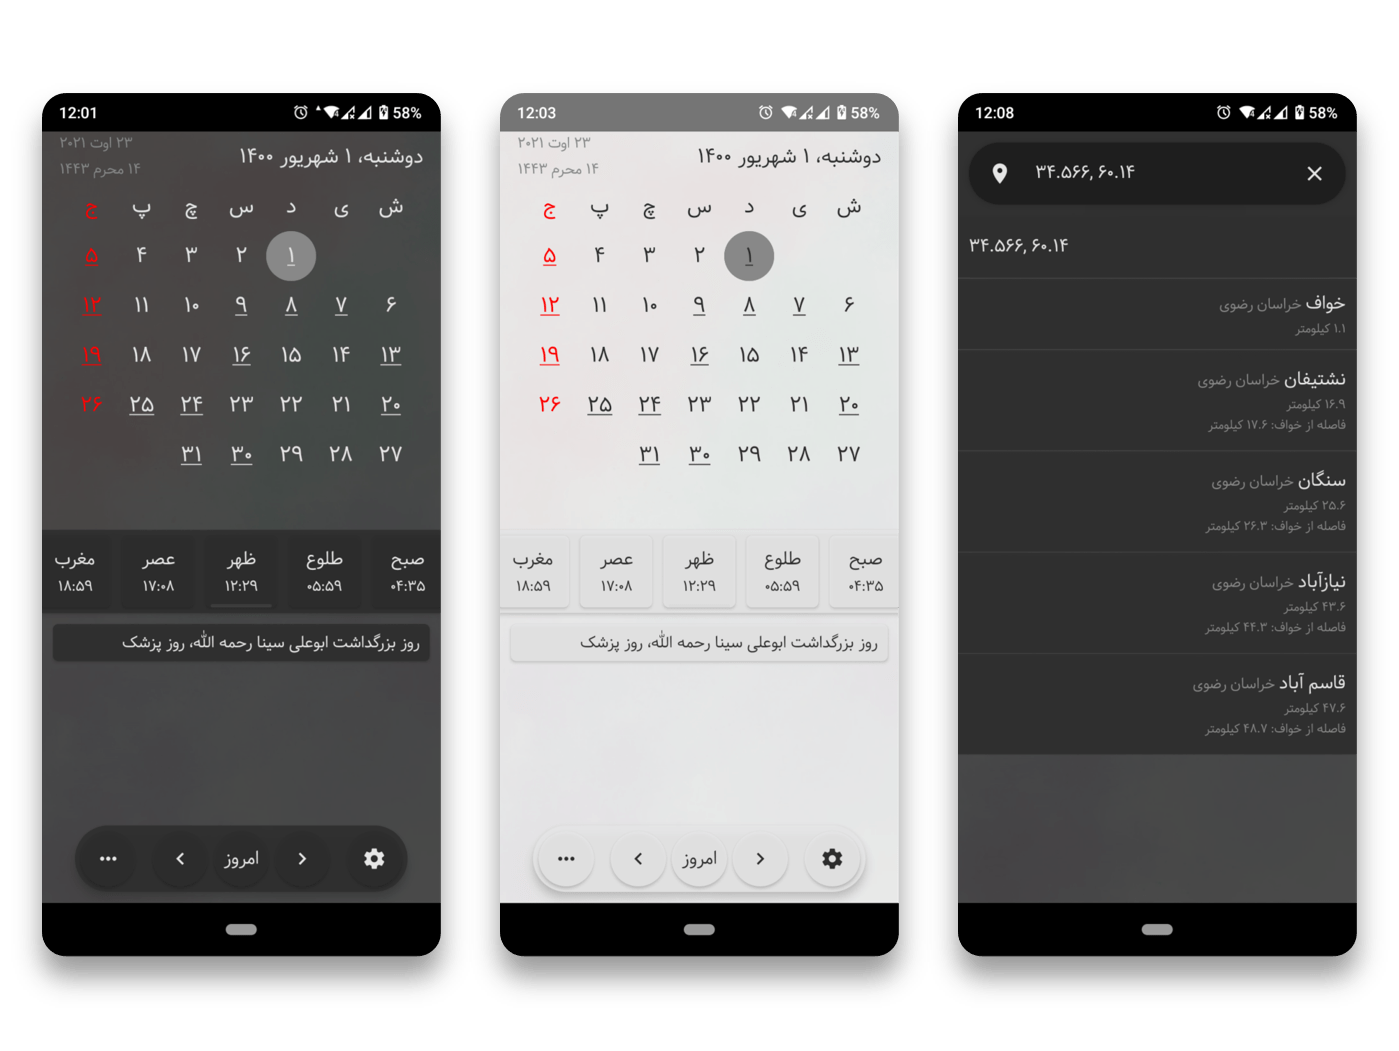 12:01 58%
دوشنبه، ۱ شهریور ۱۴۰۰
۲۳ اوت ۲۰۲۱
۱۴ محرم ۱۴۴۳
ش ی د س چ پ ج
۱ ۲ ۳ ۴ ۵
۶ ۷ ۸ ۹ ۱۰ ۱۱ ۱۲
۱۳ ۱۴ ۱۵ ۱۶ ۱۷ ۱۸ ۱۹
۲۰ ۲۱ ۲۲ ۲۳ ۲۴ ۲۵ ۲۶
۲۷ ۲۸ ۲۹ ۳۰ ۳۱
صبح طلوع ظهر عصر مغرب
۰۴:۳۵ ۰۵:۵۹ ۱۲:۲۹ ۱۷:۰۸ ۱۸:۵۹
روز بزرگداشت ابوعلی سینا رحمه الله، روز پزشک
امروز
12:03 58%
دوشنبه، ۱ شهریور ۱۴۰۰
۲۳ اوت ۲۰۲۱
۱۴ محرم ۱۴۴۳
ش ی د س چ پ ج
۱ ۲ ۳ ۴ ۵
۶ ۷ ۸ ۹ ۱۰ ۱۱ ۱۲
۱۳ ۱۴ ۱۵ ۱۶ ۱۷ ۱۸ ۱۹
۲۰ ۲۱ ۲۲ ۲۳ ۲۴ ۲۵ ۲۶
۲۷ ۲۸ ۲۹ ۳۰ ۳۱
صبح طلوع ظهر عصر مغرب
۰۴:۳۵ ۰۵:۵۹ ۱۲:۲۹ ۱۷:۰۸ ۱۸:۵۹
روز بزرگداشت ابوعلی سینا رحمه الله، روز پزشک
امروز
12:08 58%
۳۴.۵۶۶, ۶۰.۱۴
۳۴.۵۶۶, ۶۰.۱۴
خواف خراسان رضوی
۱.۱ کیلومتر
نشتیفان خراسان رضوی
۱۶.۹ کیلومتر
فاصله از خواف: ۱۷.۶ کیلومتر
سنگان خراسان رضوی
۲۵.۶ کیلومتر
فاصله از خواف: ۲۶.۳ کیلومتر
نیازآباد خراسان رضوی
۴۳.۶ کیلومتر
فاصله از خواف: ۴۴.۳ کیلومتر
قاسم آباد خراسان رضوی
۴۷.۶ کیلومتر
فاصله از خواف: ۴۸.۷ کیلومتر